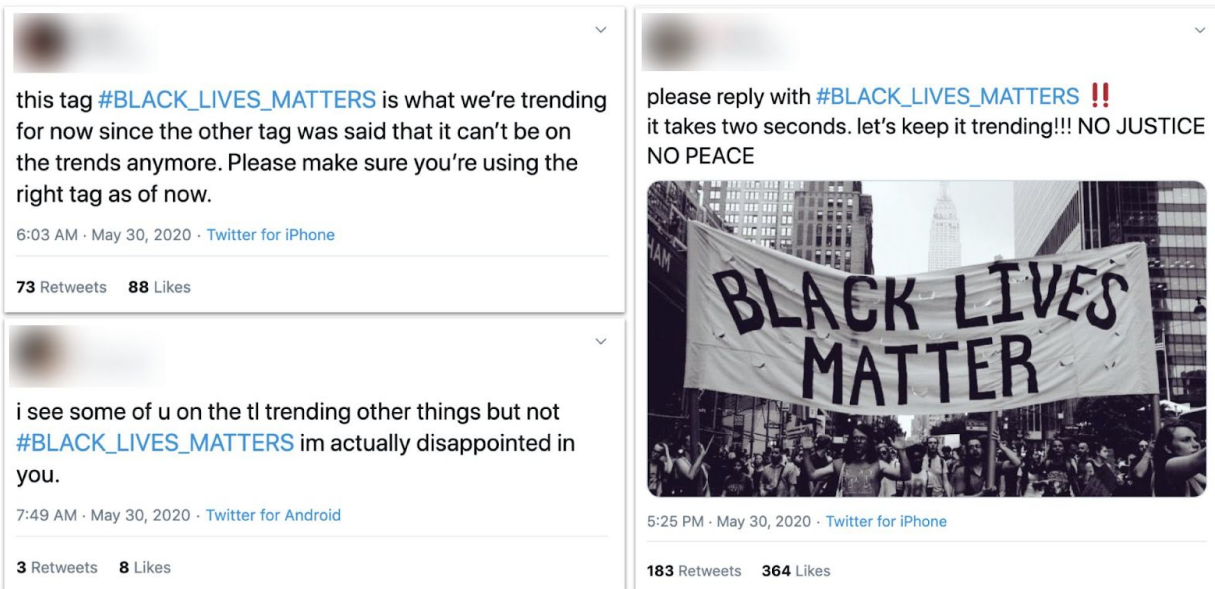 this tag #BLACK_LIVES_MATTERS is what we're trending
for now since the other tag was said that it can't be on
the trends anymore. Please make sure you're using the
right tag as of now.
6:03 AM · May 30, 2020 · Twitter for iPhone
73 Retweets 88 Likes
i see some of u on the tl trending other things but not
#BLACK_LIVES_MATTERS im actually disappointed in
you.
7:49 AM · May 30, 2020 · Twitter for Android
3 Retweets 8 Likes
please reply with #BLACK_LIVES_MATTERS ‼️
it takes two seconds. let's keep it trending!!! NO JUSTICE
NO PEACE
HAM
BLACK LIVES
MATTER
5:25 PM · May 30, 2020 · Twitter for iPhone
183 Retweets 364 Likes